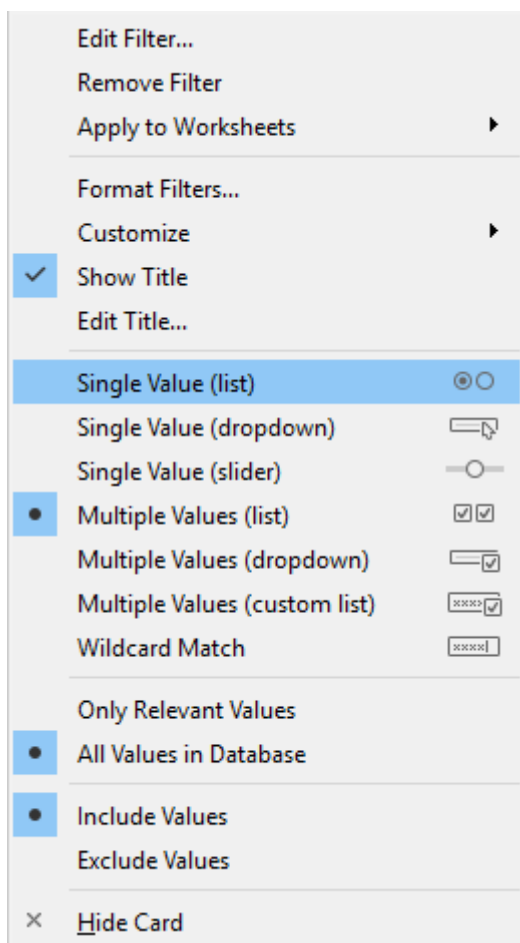 Edit Filter...
Remove Filter
Apply to Worksheets
Format Filters...
Customize
Show Title
Edit Title...
Single Value (list)
Single Value (dropdown)
Single Value (slider)
Multiple Values (list)
Multiple Values (dropdown)
Multiple Values (custom list)
Wildcard Match
Only Relevant Values
All Values in Database
Include Values
Exclude Values
Hide Card